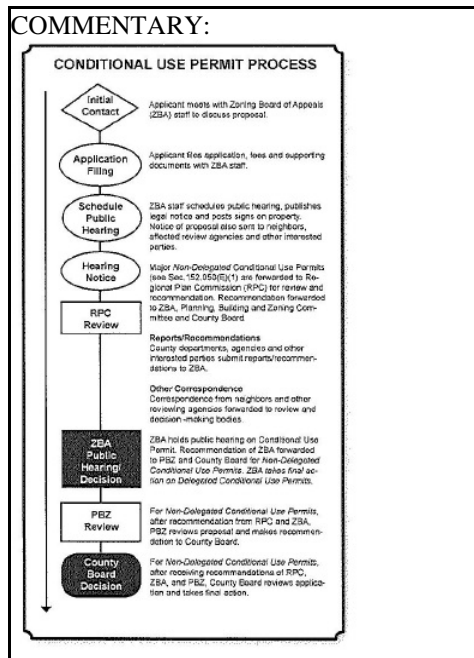 COMMENTARY:
CONDITIONAL USE PERMIT PROCESS
Initial
Contact
Applicant meets with Zoning Board of Appeals
(ZBA) staff to discuss proposal.
Application
Filing
Applicant files application, fees and supporting
documents with ZBA staff.
Schedule
Public
Hearing
ZBA staff schedules public hearing, publishes
legal notice and posts signs on property.
Notice of proposal also sent to neighbors,
affected review agencies and other interested
parties.
Hearing
Notice
Major Non-Delegated Conditional Use Permits
(see Sec.152.050(E)(1) are forwarded to Re-
gional Plan Commission (RPC) for review and
recommendation. Recommendation forwarded
to ZBA, Planning, Building and Zoning Com-
mittee and County Board.
RPC
Review
Reports/Recommendations
County departments, agencies and other
interested parties submit reports/recommen-
dations to ZBA.
Other Correspondence
Correspondence from neighbors and other
reviewing agencies forwarded to review and
decision -making bodies.
ZBA
Public
Hearing/
Decision
ZBA holds public hearing on Conditional Use
Permit. Recommendation of ZBA forwarded
to PBZ and County Board for Non-Delegated
Conditional Use Permits. ZBA takes final ac-
tion on Delegated Conditional Use Permits.
PBZ
Review
For Non-Delegated Conditional Use Permits,
after recommendation from RPC and ZBA,
PBZ reviews proposal and makes recommen-
dation to County Board.
County
Board
Decision
For Non-Delegated Conditional Use Permits,
after receiving recommendations of RPC,
ZBA, and PBZ, County Board reviews applica-
tion and takes final action.